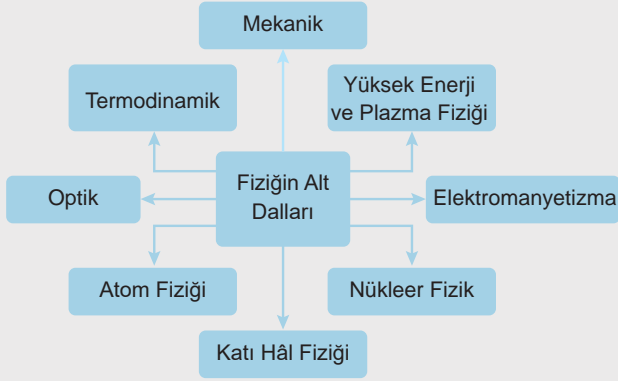 Mekanik
Termodinamik
Yüksek Enerji
ve Plazma Fiziği
Optik
Fiziğin Alt
Dalları
Elektromanyetizma
Atom Fiziği
Nükleer Fizik
Katı Hâl Fiziği